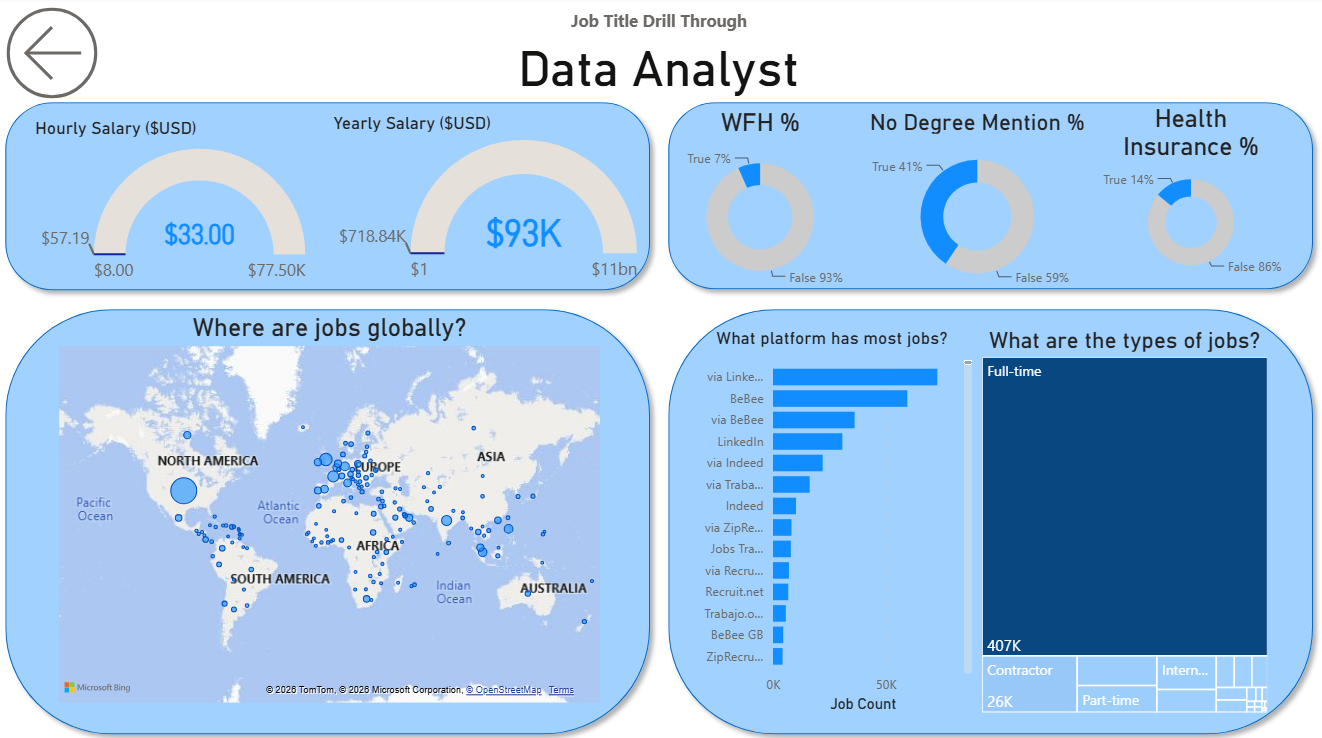 Job Title Drill Through
Data Analyst
Hourly Salary ($USD)
$57.19
$33.00
$8.00
$77.50K
Yearly Salary ($USD)
$718.84K
$93K
$1
$11bn
WFH %
True 7%
False 93%
No Degree Mention %
True 41%
False 59%
Health
Insurance %
True 14%
False 86%
Where are jobs globally?
NORTH AMERICA
EUROPE
ASIA
Pacific
Ocean
Atlantic
Ocean
AFRICA
SOUTH AMERICA
Indian
Ocean
AUSTRALIA
Microsoft Bing
© 2026 TomTom, © 2026 Microsoft Corporation, © OpenStreetMap Terms
What platform has most jobs?
via Linke...
BeBee
via BeBee
LinkedIn
via Indeed
via Traba...
Indeed
via ZipRe...
Jobs Tra...
via Recru...
Recruit.net
Trabajo.o...
BeBee GB
ZipRecru...
0K
50K
Job Count
What are the types of jobs?
Full-time
407K
Contractor
26K
Part-time
Intern...